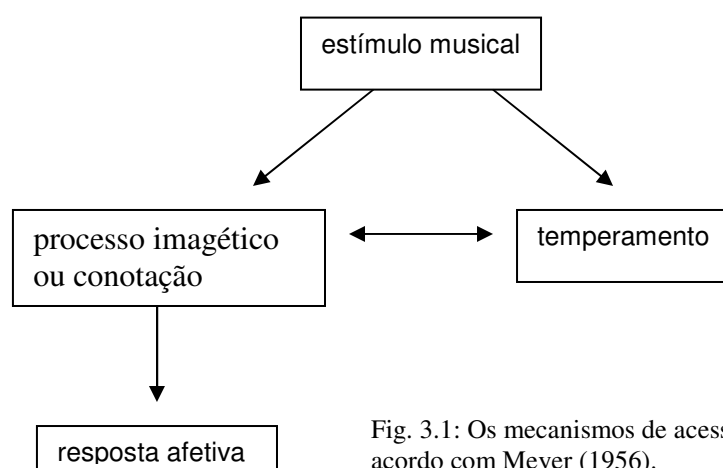 estímulo musical
processo imagético
ou conotação
temperamento
resposta afetiva
Fig. 3.1: Os mecanismos de
acordo com Meyer (1956).